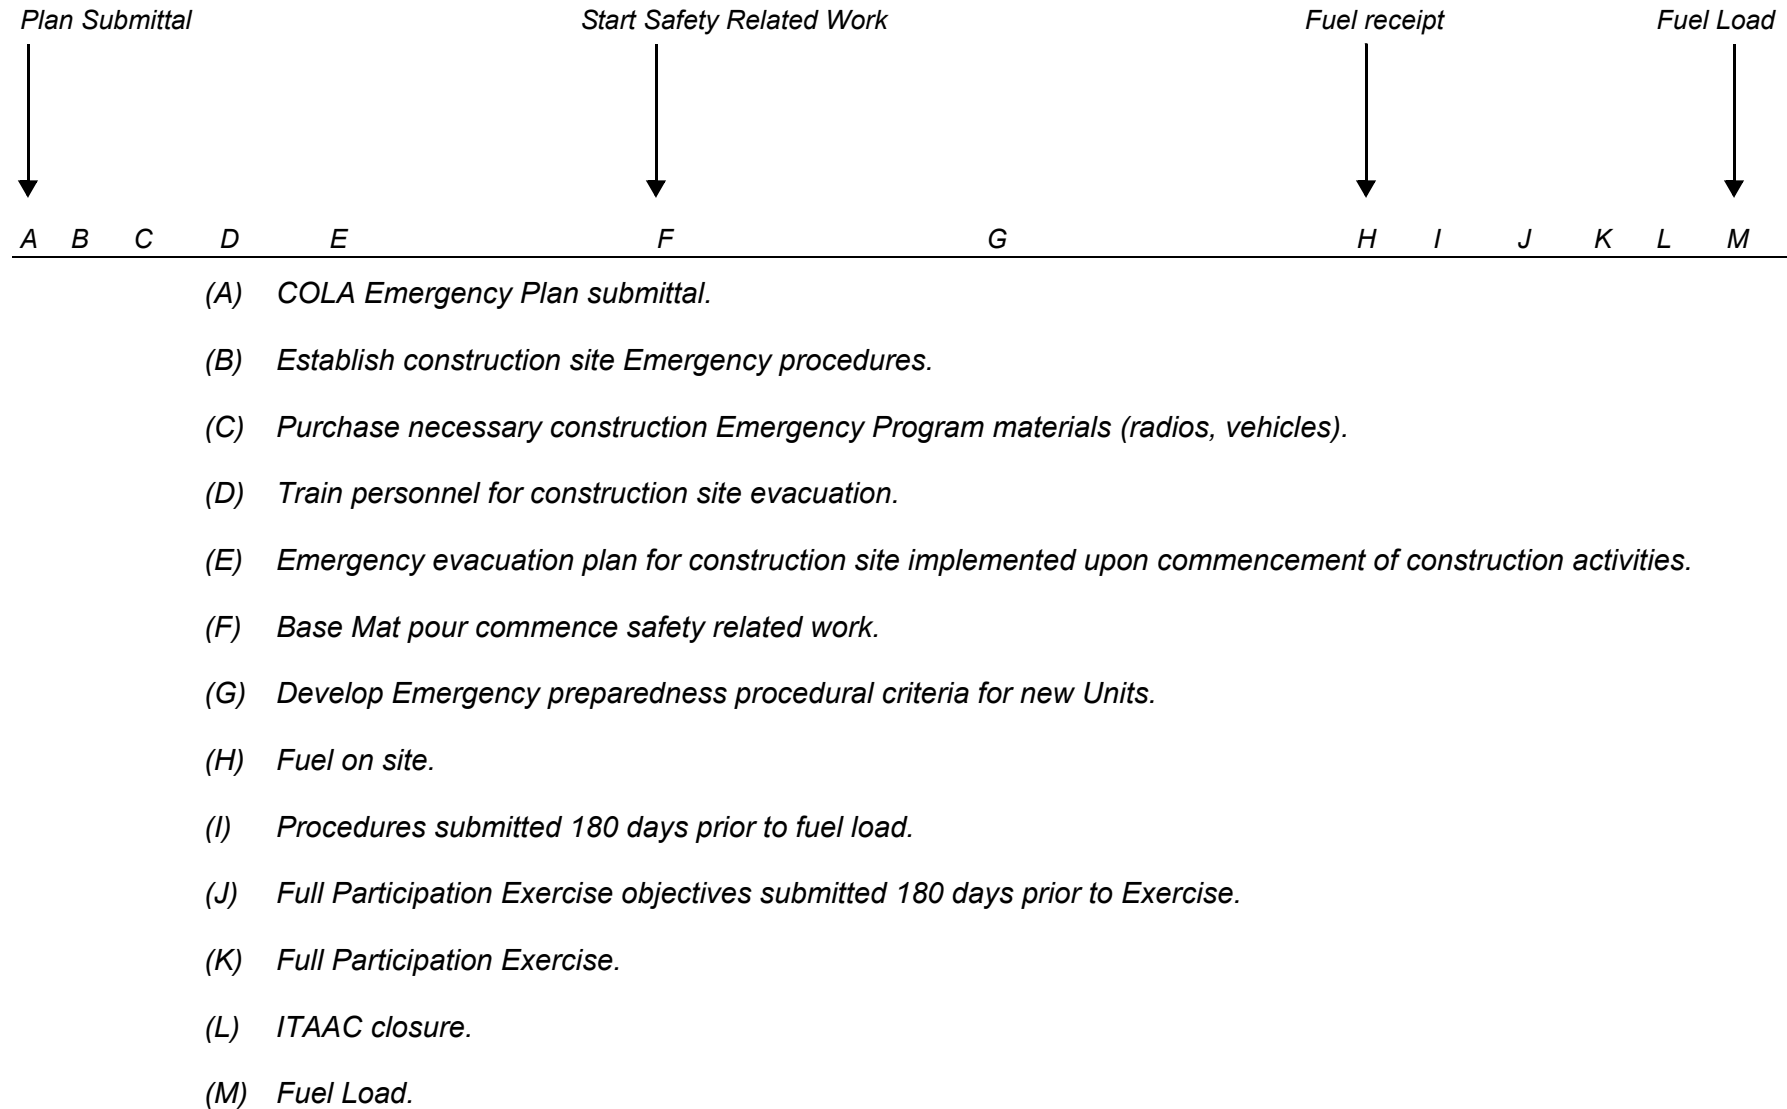 Plan Submittal Start Safety Related Work Fuel receipt Fuel Load
A B C D E F G H I J K L M
(A) COLA Emergency Plan submittal.
(B) Establish construction site Emergency procedures.
(C) Purchase necessary construction Emergency Program materials (radios, vehicles).
(D) Train personnel for construction site evacuation.
(E) Emergency evacuation plan for construction site implemented upon commencement of construction activities.
(F) Base Mat pour commence safety related work.
(G) Develop Emergency preparedness procedural criteria for new Units.
(H) Fuel on site.
(I) Procedures submitted 180 days prior to fuel load.
(J) Full Participation Exercise objectives submitted 180 days prior to Exercise.
(K) Full Participation Exercise.
(L) ITAAC closure.
(M) Fuel Load.